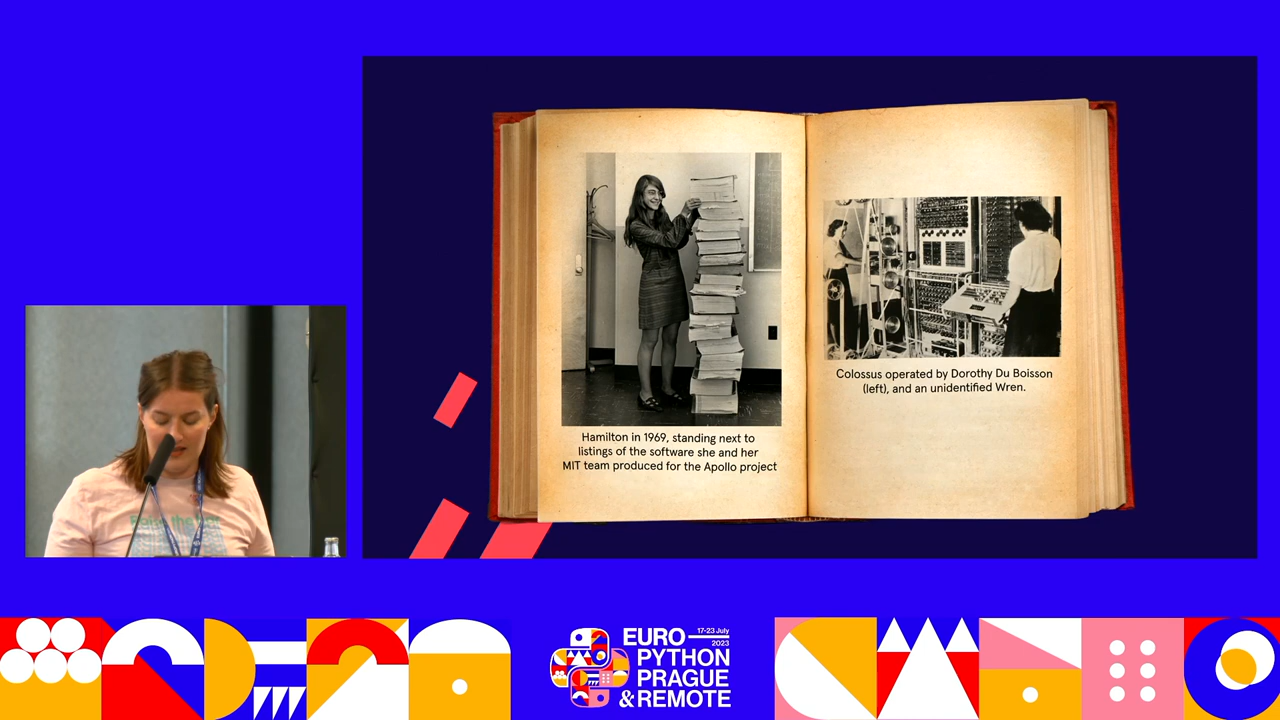 Hamilton in 1969, standing next to
listings of the software she and her
MIT team produced for the Apollo project
Colossus operated by Dorothy Du Boisson
(left), and an unidentified Wren.
EURO
17-23 July
2023
PYTHON
PRAGUE
& REMOTE